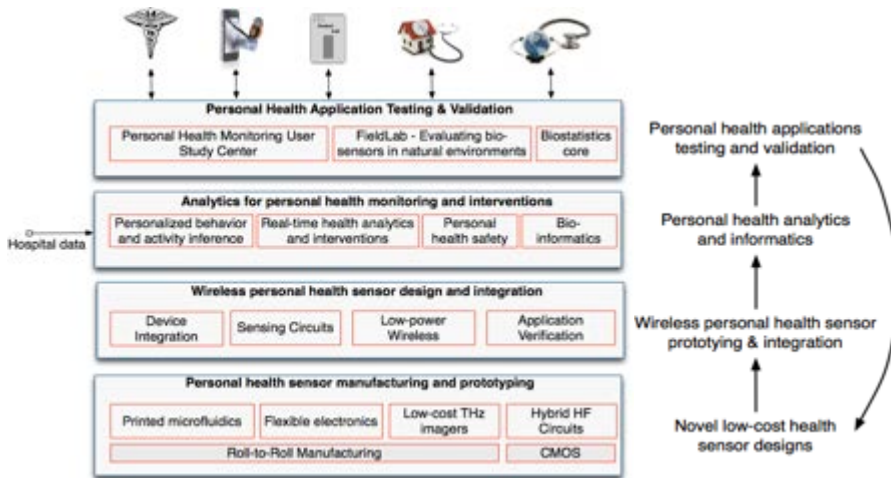 Personal Health Application Testing & Validation
Personal Health Monitoring User
Study Center
FieldLab - Evaluating bio-
sensors in natural environments
Biostatistics
core
Analytics for personal health monitoring and interventions
Personalized behavior
and activity inference
Real-time health analytics
and interventions
Personal
health safety
Bio-
informatics
Hospital data
Wireless personal health sensor design and integration
Device
Integration
Sensing Circuits
Low-power
Wireless
Application
Verification
Personal health sensor manufacturing and prototyping
Printed microfluidics
Flexible electronics
Low-cost THz
imagers
Hybrid HF
Circuits
Roll-to-Roll Manufacturing
CMOS
Personal health applications
testing and validation
Personal health analytics
and informatics
Wireless personal health sensor
prototying & integration
Novel low-cost health
sensor designs